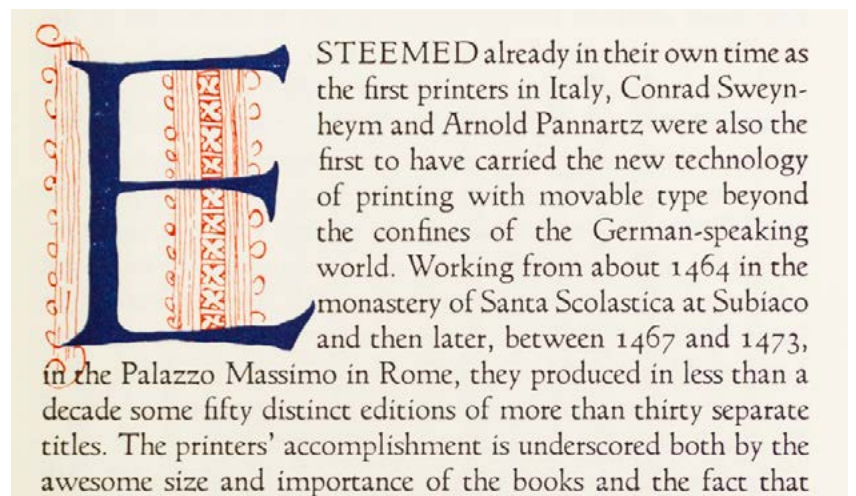 ESTEEMED already in their own time as
the first printers in Italy, Conrad Sweyn-
heym and Arnold Pannartz were also the
first to have carried the new technology
of printing with movable type beyond
the confines of the German-speaking
world. Working from about 1464 in the
monastery of Santa Scolastica at Subiaco
and then later, between 1467 and 1473,
in the Palazzo Massimo in Rome, they produced in less than a
decade some fifty distinct editions of more than thirty separate
titles. The printers’ accomplishment is underscored both by the
awesome size and importance of the books and the fact that